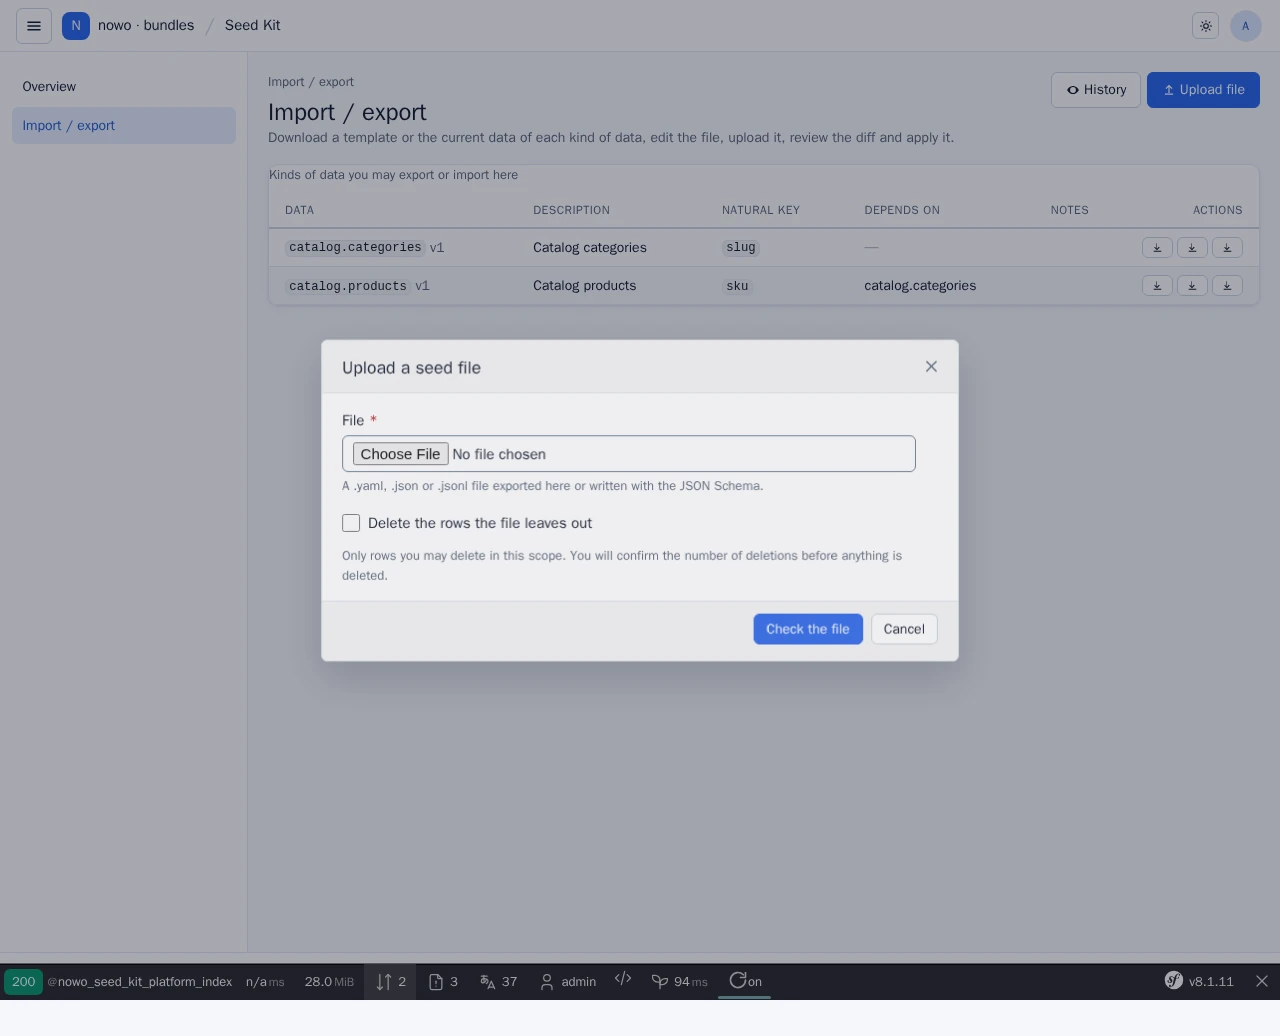 N nowo · bundles / Seed Kit A
Overview
Import / export
Import / export
Import / export
Download a template or the current data of each kind of data, edit the file, upload it, review the diff and apply it.
History
Upload file
Kinds of data you may export or import here
DATA DESCRIPTION NATURAL KEY DEPENDS ON NOTES ACTIONS
catalog.categories v1 Catalog categories slug —
catalog.products v1 Catalog products sku catalog.categories
Upload a seed file
File *
Choose File No file chosen
A .yaml, .json or .jsonl file exported here or written with the JSON Schema.
Delete the rows the file leaves out
Only rows you may delete in this scope. You will confirm the number of deletions before anything is
deleted.
Check the file Cancel
200 @nowo_seed_kit_platform_index n/a ms 28.0 MiB 2 3 37 admin 94 ms on sf v8.1.11